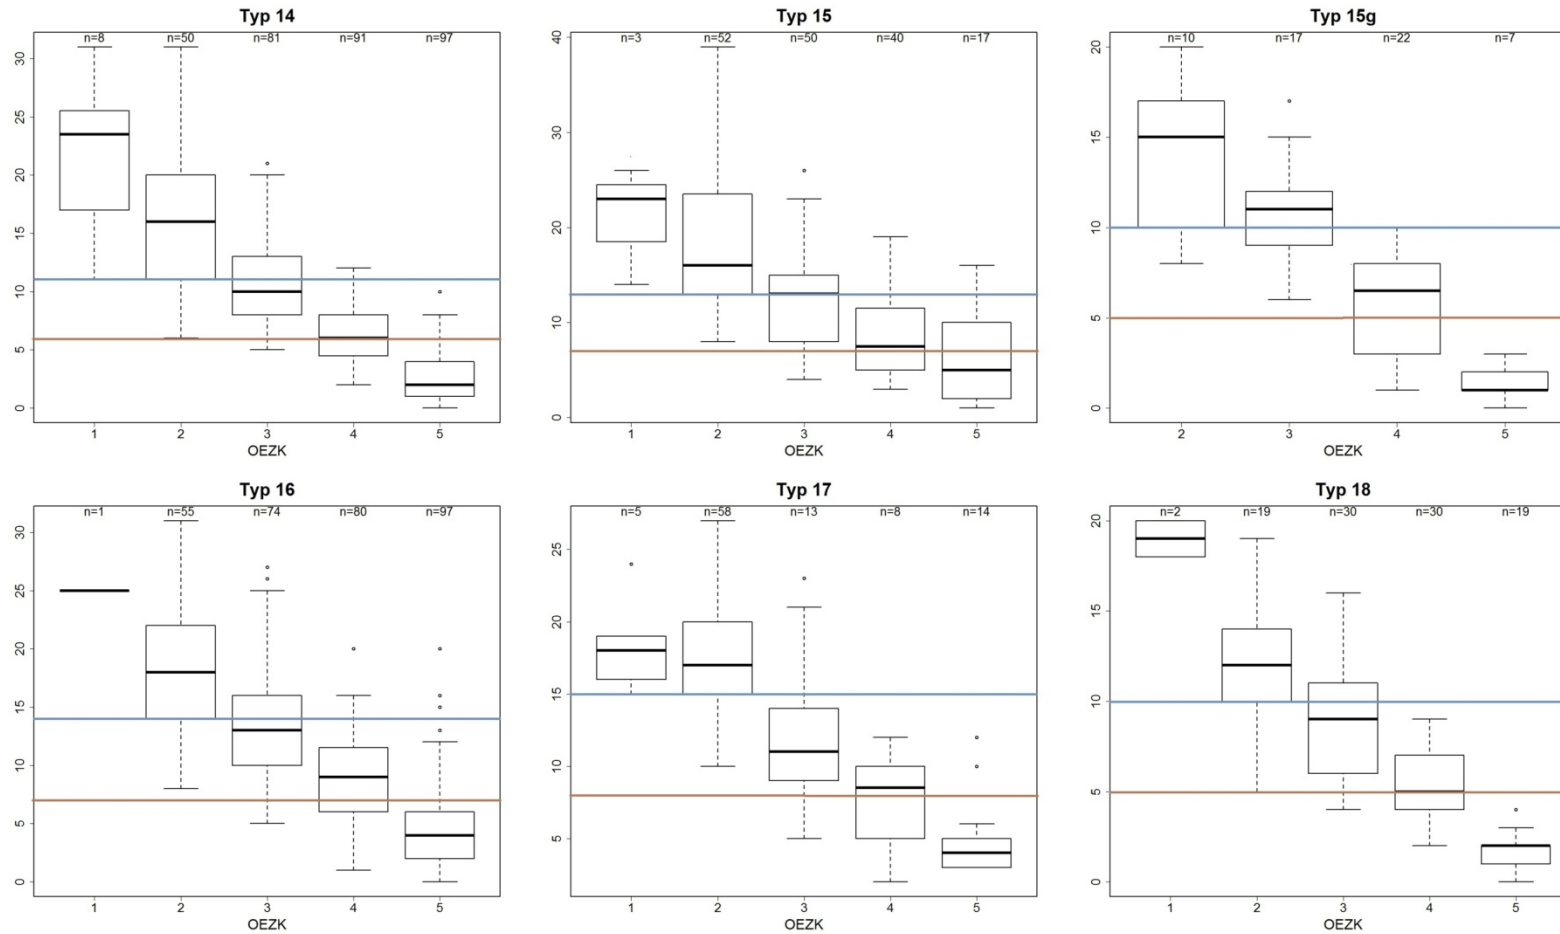 Typ 14
n=8 n=50 n=81 n=91 n=97
30
25
20
15
10
5
0
1 2 3 4 5
OEZK
Typ 15
n=3 n=52 n=50 n=40 n=17
40
30
20
10
0
1 2 3 4 5
OEZK
Typ 15g
n=10 n=17 n=22 n=7
20
15
10
5
0
2 3 4 5
OEZK
Typ 16
n=1 n=55 n=74 n=80 n=97
30
25
20
15
10
5
0
1 2 3 4 5
OEZK
Typ 17
n=5 n=58 n=13 n=8 n=14
25
20
15
10
5
1 2 3 4 5
OEZK
Typ 18
n=2 n=19 n=30 n=30 n=19
20
15
10
5
0
1 2 3 4 5
OEZK